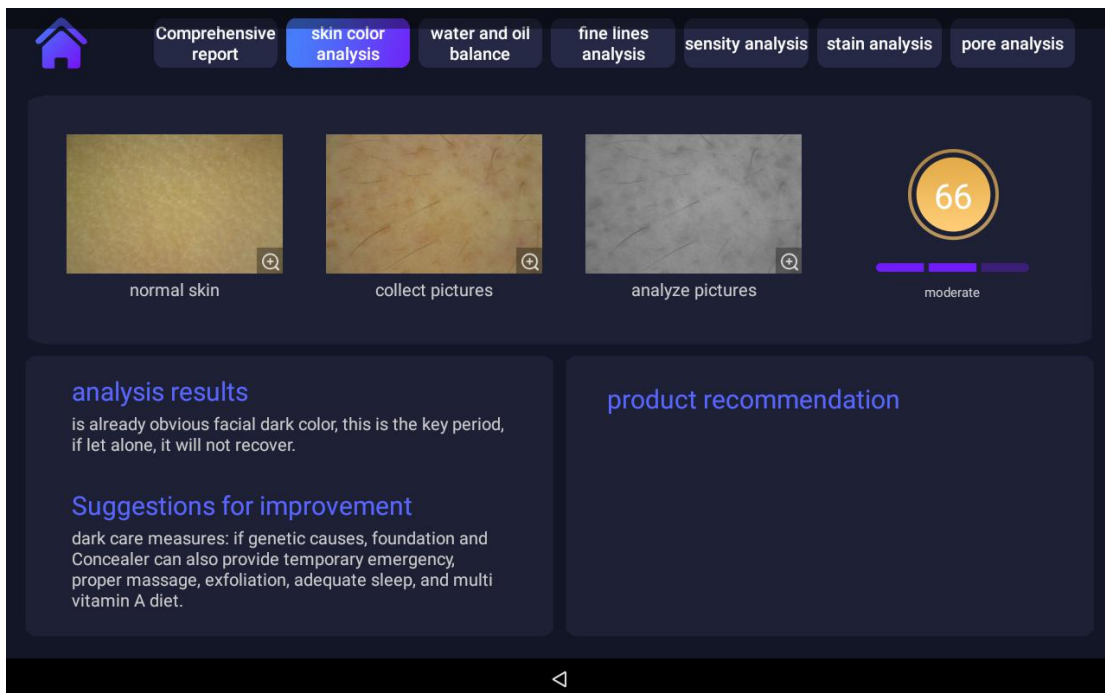 Comprehensive
report
skin color
analysis
water and oil
balance
fine lines
analysis
sensity analysis
stain analysis
pore analysis
normal skin
collect pictures
analyze pictures
66
moderate
analysis results
is already obvious facial dark color, this is the key period,
if let alone, it will not recover.
Suggestions for improvement
dark care measures: if genetic causes, foundation and
Concealer can also provide temporary emergency,
proper massage, exfoliation, adequate sleep, and multi
vitamin A diet.
product recommendation